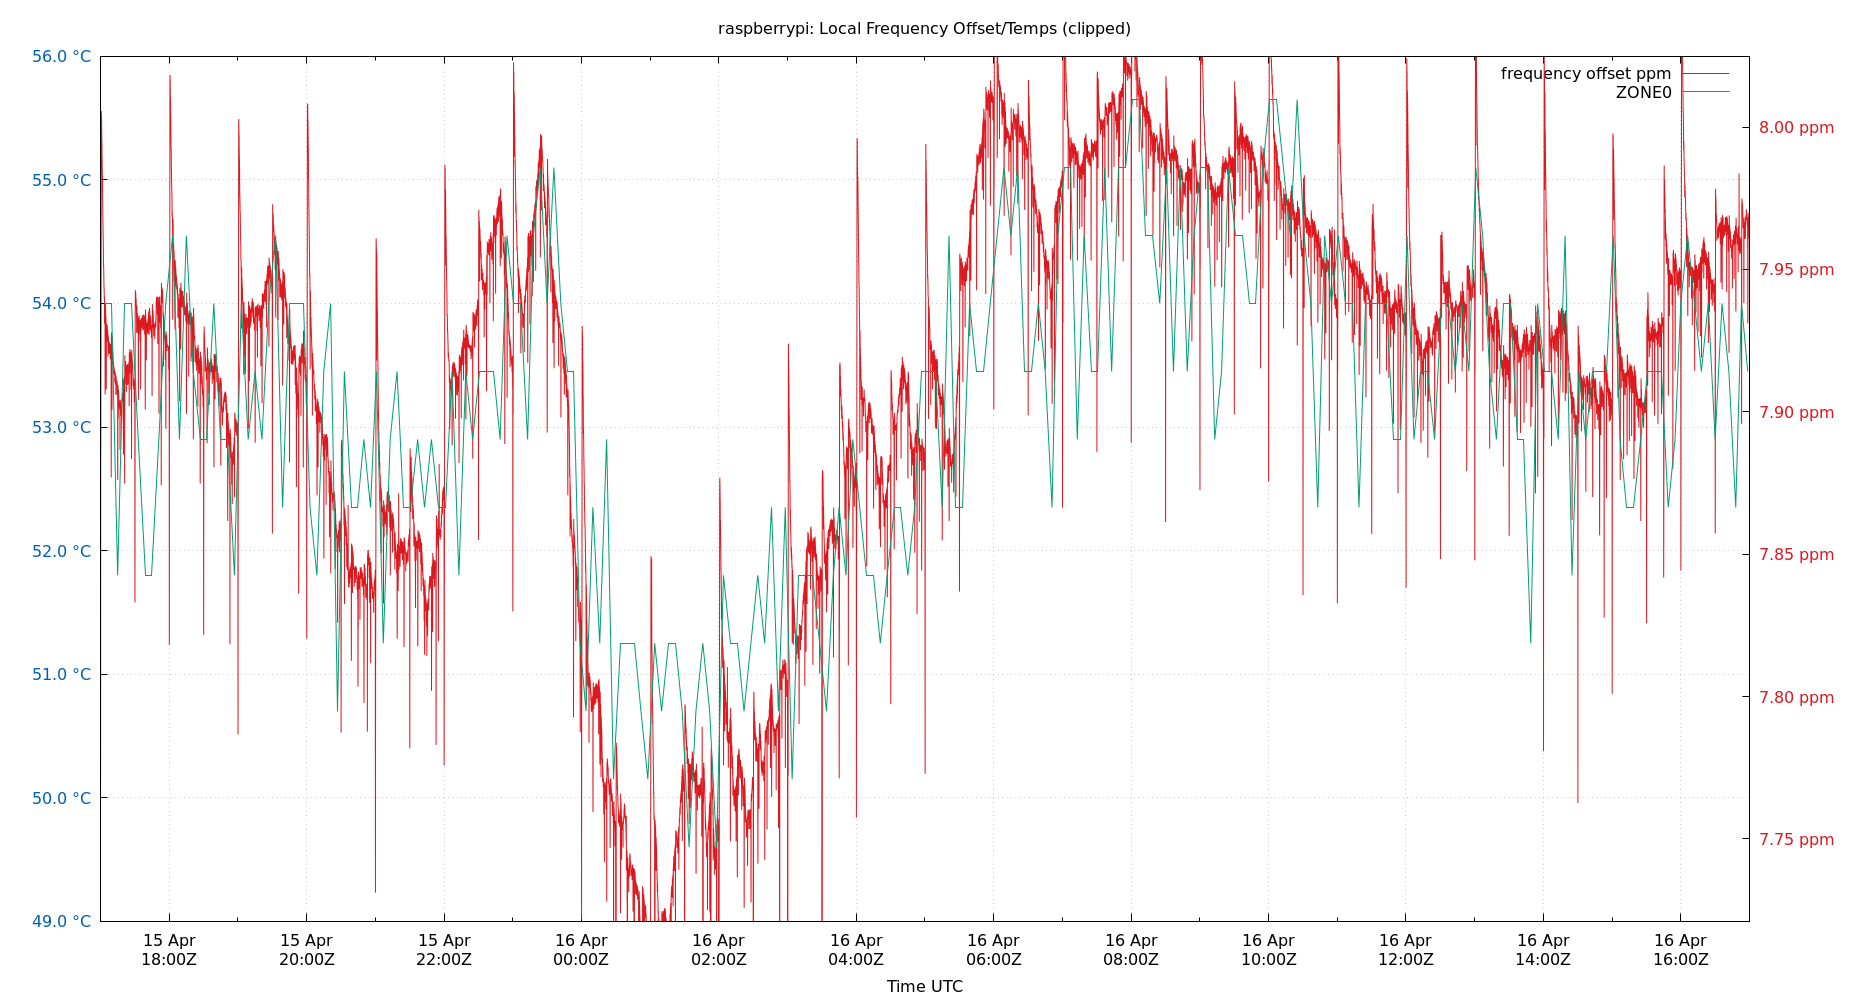 raspberrypi: Local Frequency Offset/Temps (clipped)
56.0 °C
55.0 °C
54.0 °C
53.0 °C
52.0 °C
51.0 °C
50.0 °C
49.0 °C
frequency offset ppm
ZONE0
8.00 ppm
7.95 ppm
7.90 ppm
7.85 ppm
7.80 ppm
7.75 ppm
15 Apr
18:00Z
15 Apr
20:00Z
15 Apr
22:00Z
16 Apr
00:00Z
16 Apr
02:00Z
16 Apr
04:00Z
16 Apr
06:00Z
16 Apr
08:00Z
16 Apr
10:00Z
16 Apr
12:00Z
16 Apr
14:00Z
16 Apr
16:00Z
Time UTC